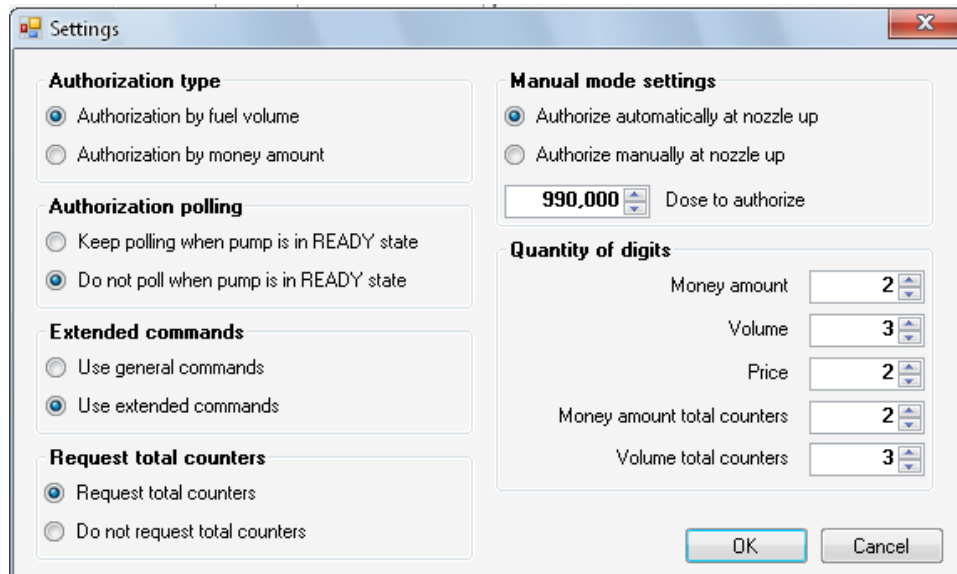 Settings
Authorization type
Authorization by fuel volume
Authorization by money amount
Authorization polling
Keep polling when pump is in READY state
Do not poll when pump is in READY state
Extended commands
Use general commands
Use extended commands
Request total counters
Request total counters
Do not request total counters
Manual mode settings
Authorize automatically at nozzle up
Authorize manually at nozzle up
990,000 Dose to authorize
Quantity of digits
Money amount 2
Volume 3
Price 2
Money amount total counters 2
Volume total counters 3
OK Cancel